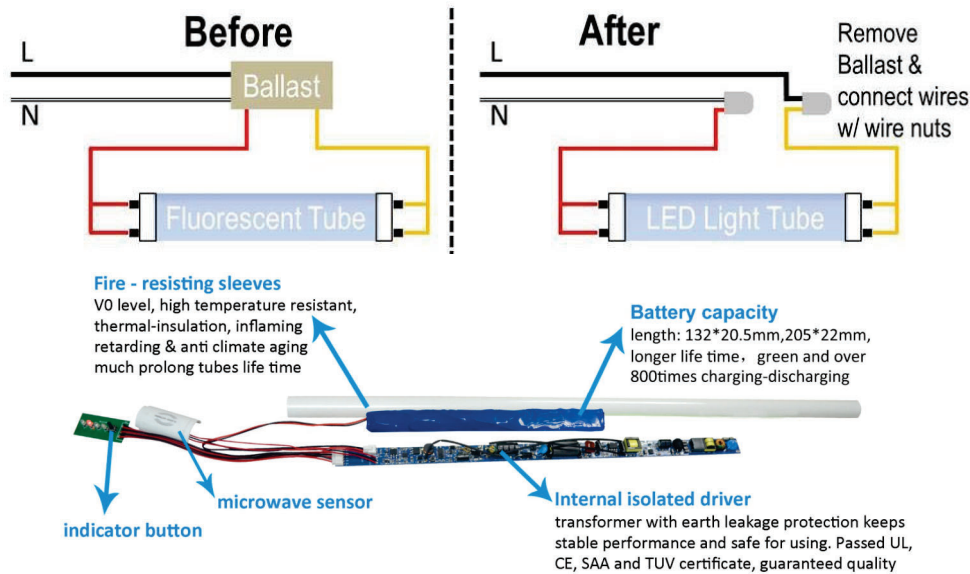 Before
L
Ballast
N
Fluorescent Tube
After
L
N
Remove
Ballast &
connect wires
w/ wire nuts
LED Light Tube
Fire - resisting sleeves
V0 level, high temperature resistant,
thermal-insulation, inflaming
retarding & anti climate aging
much prolong tubes life time
Battery capacity
length: 132*20.5mm,205*22mm,
longer life time，green and over
800times charging-discharging
microwave sensor
indicator button
Internal isolated driver
transformer with earth leakage protection keeps
stable performance and safe for using. Passed UL,
CE, SAA and TUV certificate, guaranteed quality